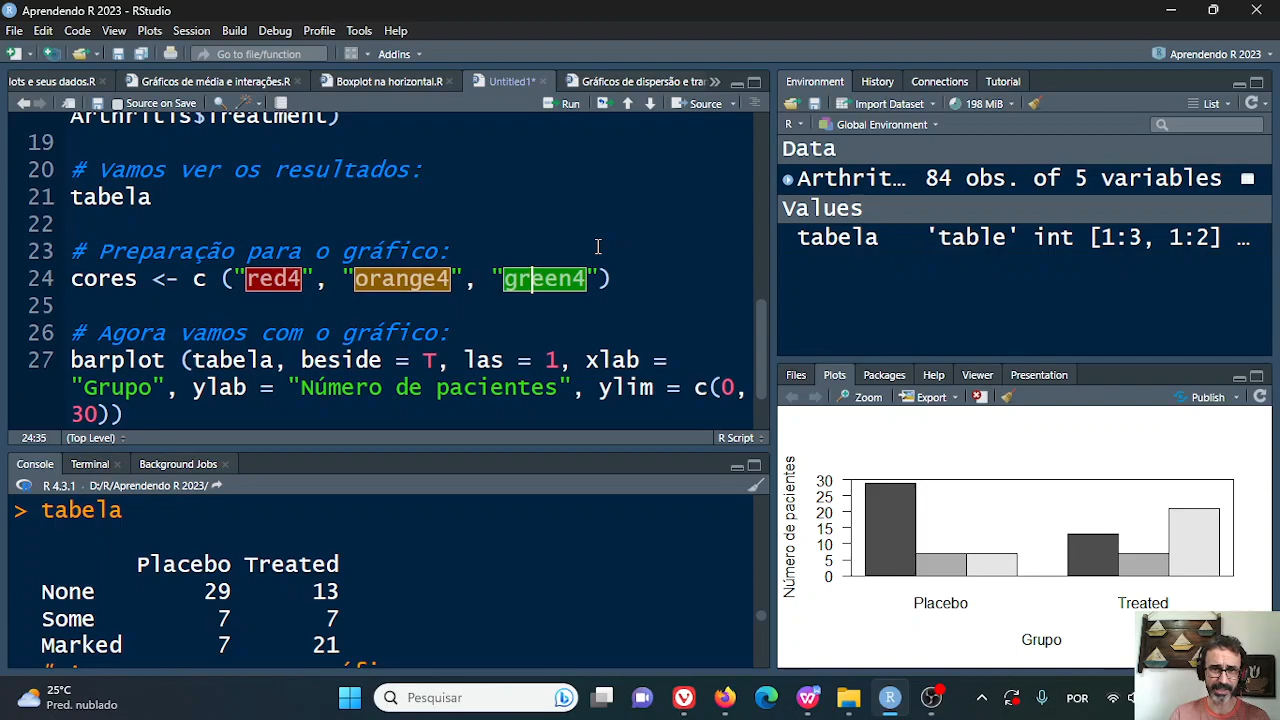 Aprendendo R 2023 - RStudio
File Edit Code View Plots Session Build Debug Profile Tools Help
Go to file/function Addins Aprendendo R 2023
lots e seus dados.R Gráficos de média e interações.R Boxplot na horizontal.R Untitled1* Gráficos de dispersão e tra
Source on Save Run Source
Arthritis$Treatment)
19
20 # Vamos ver os resultados:
21 tabela
22
23 # Preparação para o gráfico:
24 cores <- c ("red4", "orange4", "green4")
25
26 # Agora vamos com o gráfico:
27 barplot (tabela, beside = T, las = 1, xlab =
"Grupo", ylab = "Número de pacientes", ylim = c(0,
30))
24:35 (Top Level) R Script
Console Terminal Background Jobs
R 4.3.1 · D:/R/Aprendendo R 2023/
> tabela
Placebo Treated
None 29 13
Some 7 7
Marked 7 21
Environment History Connections Tutorial
Import Dataset 198 MiB List
R Global Environment
Data
Arthrit… 84 obs. of 5 variables
Values
tabela 'table' int [1:3, 1:2] …
Files Plots Packages Help Viewer Presentation
Zoom Export Publish
Número de pacientes
30
25
20
15
10
5
0
Placebo Treated
Grupo
25°C
Pred. nublado
Pesquisar
POR